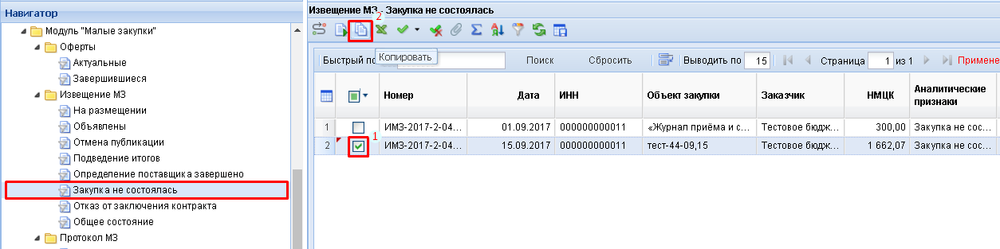 Навигатор
Модуль "Малые закупки"
Оферты
Актуальные
Завершившиеся
Извещение МЗ
На размещении
Объявлены
Отмена публикации
Подведение итогов
Определение поставщика завершено
Закупка не состоялась
Отказ от заключения контракта
Общее состояние
Протокол МЗ
Извещение МЗ - Закупка не состоялась
2
Копировать
Быстрый по
Поиск
Сбросить
Выводить по
15
Страница
1
из 1
Примене
Номер
Дата
ИНН
Объект закупки
Заказчик
НМЦК
Аналитические
признаки
1 ИМЗ-2017-2-04... 01.09.2017 000000000011 «Журнал приёма и с... Тестовое бюдж... 300,00 Закупка не сос...
1
2 ИМЗ-2017-2-04... 15.09.2017 000000000011 тест-44-09,15 Тестовое бюдж... 1 662,07 Закупка не сос...